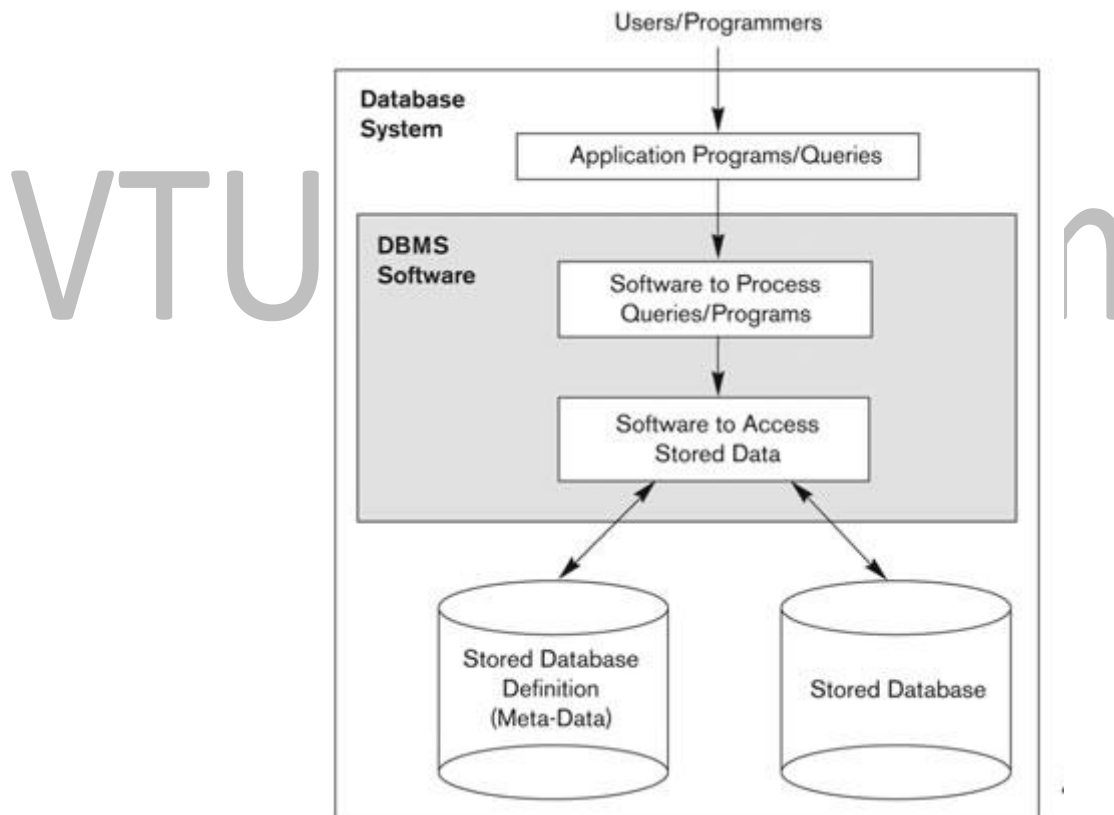 Users/Programmers
Database
System
Application Programs/Queries
VTU
DBMS
Software
Software to Process
Queries/Programs
Software to Access
Stored Data
Stored Database
Definition
(Meta-Data)
Stored Database